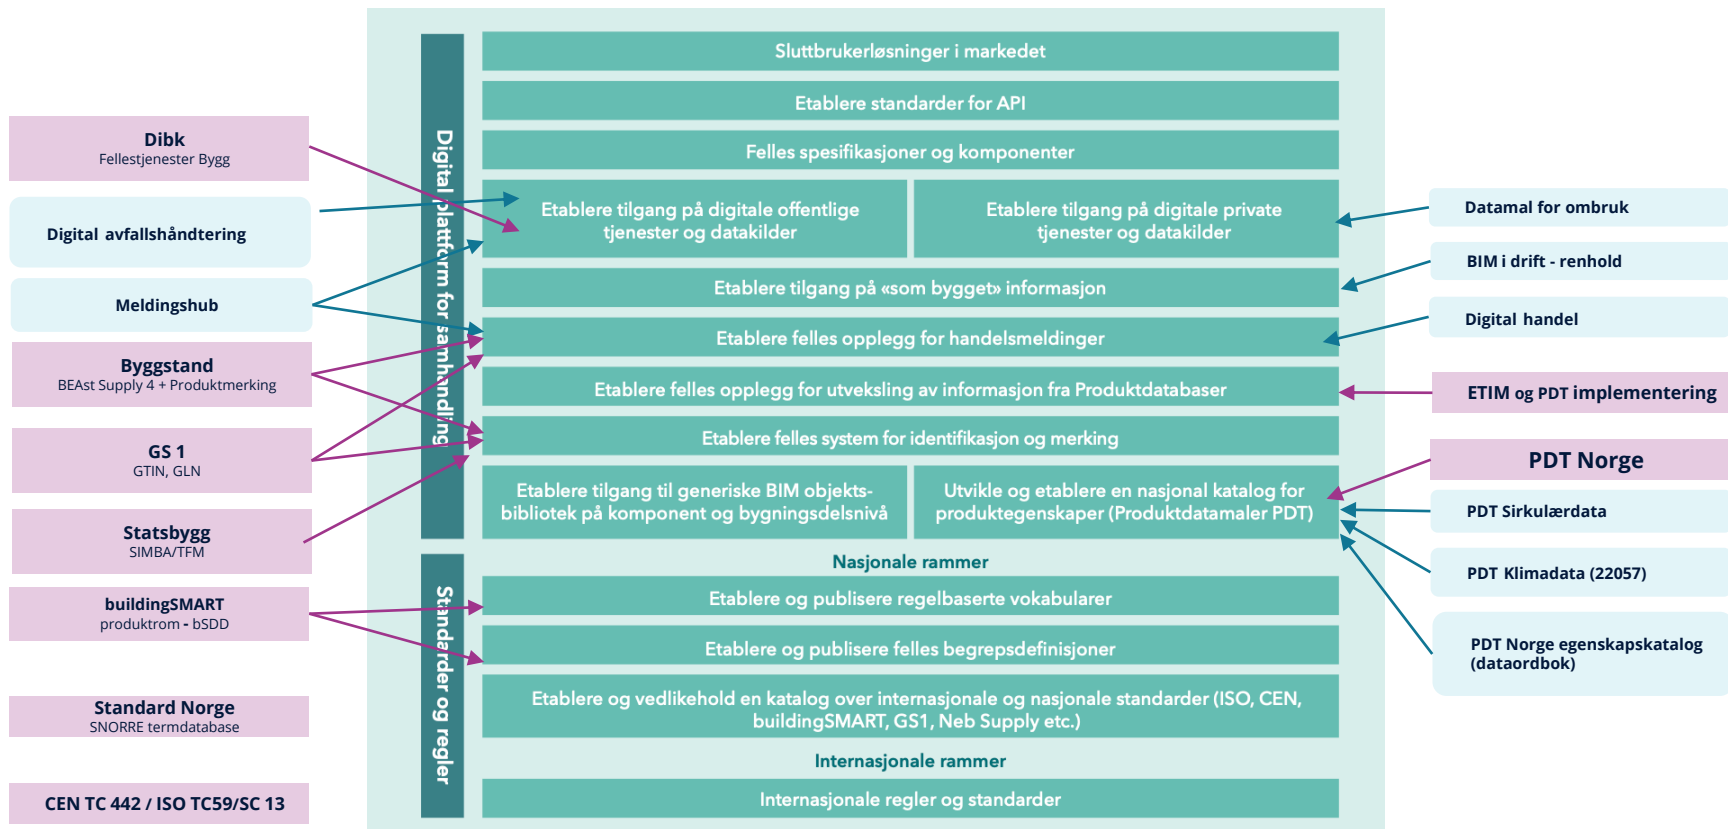 Dibk
Fellestjenester Bygg
Digital avfallshåndtering
Meldingshub
Byggstand
BEAst Supply 4 + Produktmerking
GS 1
GTIN, GLN
Statsbygg
SIMBA/TFM
buildingSMART
produktrom - bSDD
Standard Norge
SNORRE termdatabase
CEN TC 442 / ISO TC59/SC 13
Digital plattform for samhandling
Standarder og regler
Sluttbrukerløsninger i markedet
Etablere standarder for API
Felles spesifikasjoner og komponenter
Etablere tilgang på digitale offentlige
tjenester og datakilder
Etablere tilgang på digitale private
tjenester og datakilder
Etablere tilgang på «som bygget» informasjon
Etablere felles opplegg for handelsmeldinger
Etablere felles opplegg for utveksling av informasjon fra Produktdatabaser
Etablere felles system for identifikasjon og merking
Etablere tilgang til generiske BIM objekts-
bibliotek på komponent og bygningsdelsnivå
Utvikle og etablere en nasjonal katalog for
produktegenskaper (Produktdatamaler PDT)
Nasjonale rammer
Etablere og publisere regelbaserte vokabularer
Etablere og publisere felles begrepsdefinisjoner
Etablere og vedlikehold en katalog over internasjonale og nasjonale standarder (ISO, CEN,
buildingSMART, GS1, Neb Supply etc.)
Internasjonale rammer
Internasjonale regler og standarder
Datamal for ombruk
BIM i drift - renhold
Digital handel
ETIM og PDT implementering
PDT Norge
PDT Sirkulærdata
PDT Klimadata (22057)
PDT Norge egenskapskatalog
(dataordbok)